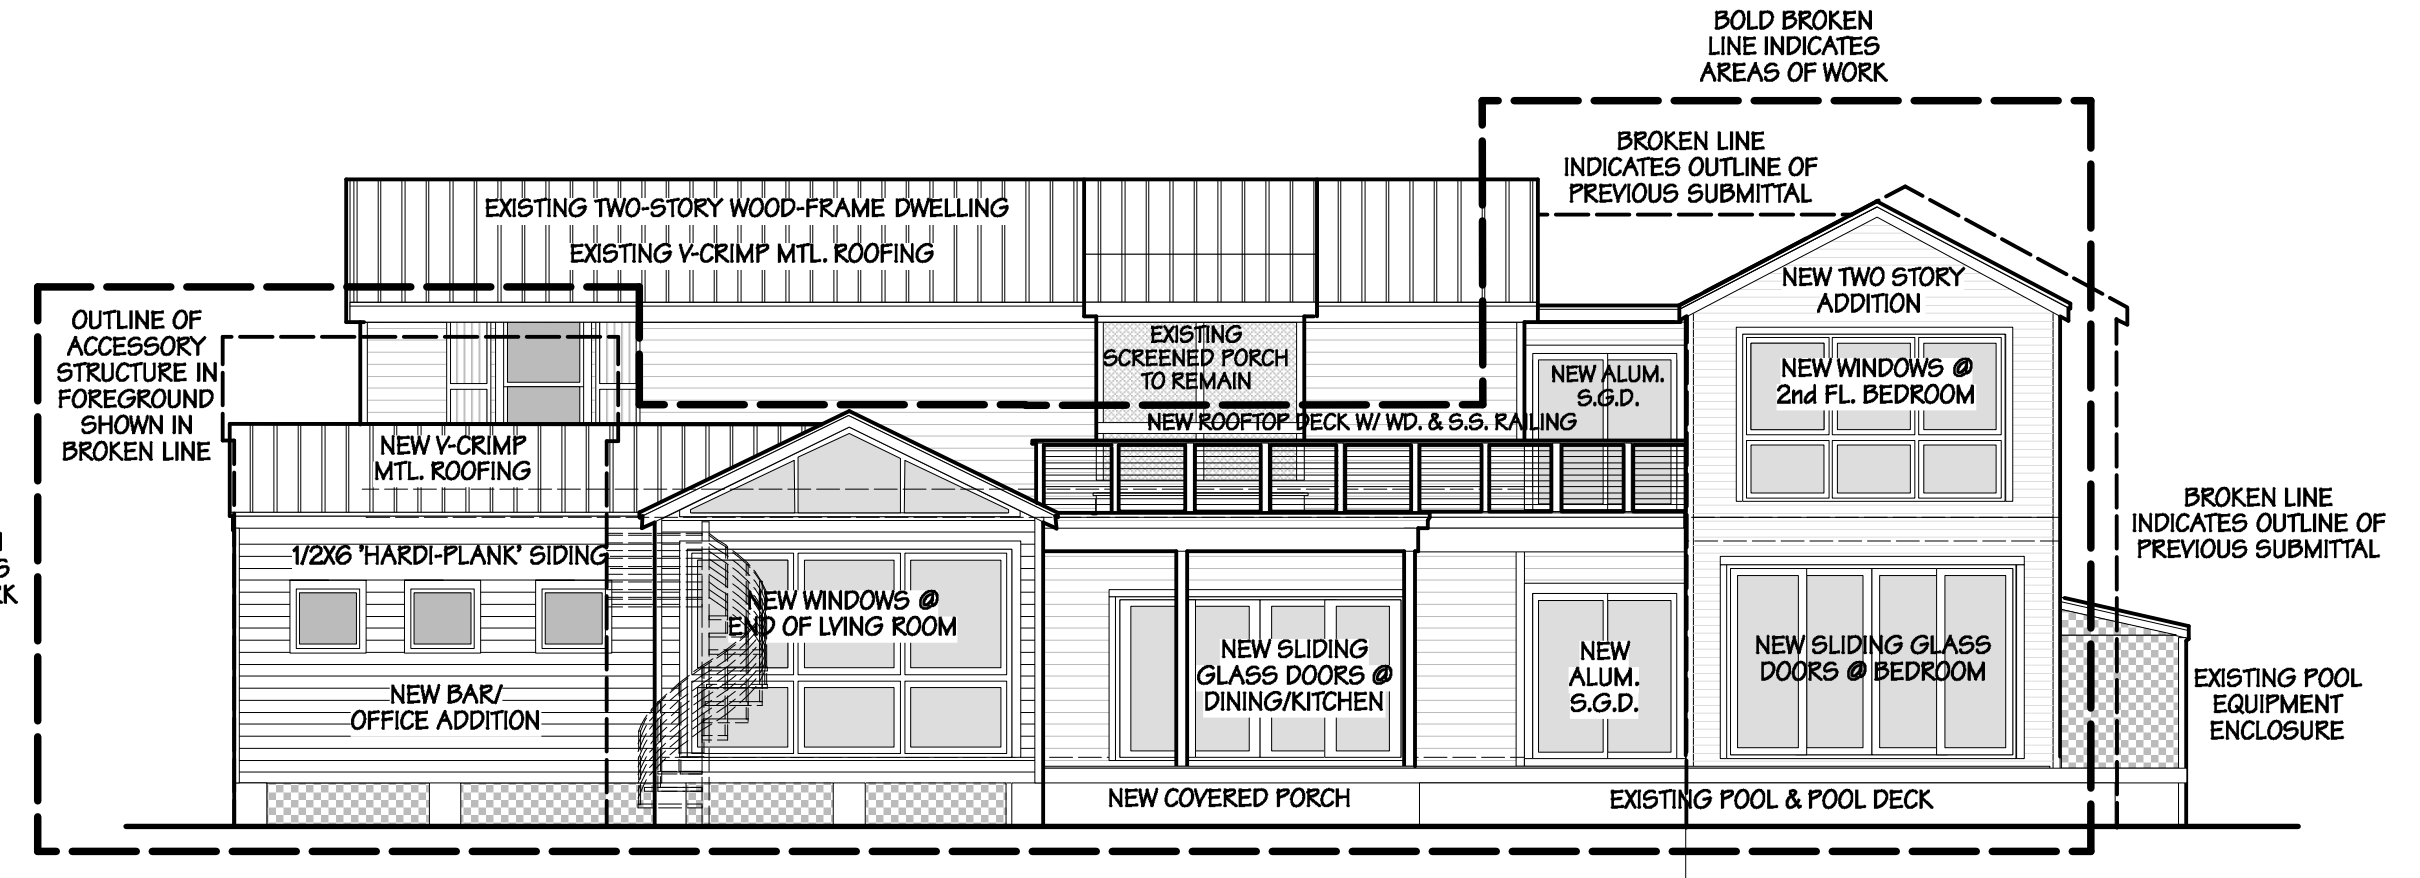 BOLD BROKEN
LINE INDICATES
AREAS OF WORK
BROKEN LINE
INDICATES OUTLINE OF
PREVIOUS SUBMITTAL
EXISTING TWO-STORY WOOD-FRAME DWELLING
EXISTING V-CRIMP MTL. ROOFING
NEW TWO STORY
ADDITION
OUTLINE OF
ACCESSORY
STRUCTURE IN
FOREGROUND
SHOWN IN
BROKEN LINE
EXISTING
SCREENED PORCH
TO REMAIN
NEW ALUM.
S.G.D.
NEW WINDOWS @
2nd FL. BEDROOM
NEW ROOFTOP DECK W/ WD. & S.S. RAILING
NEW V-CRIMP
MTL. ROOFING
BROKEN LINE
INDICATES OUTLINE OF
PREVIOUS SUBMITTAL
1/2X6 'HARDI-PLANK' SIDING
NEW WINDOWS @
END OF LVING ROOM
NEW SLIDING
GLASS DOORS @
DINING/KITCHEN
NEW
ALUM.
S.G.D.
NEW SLIDING GLASS
DOORS @ BEDROOM
EXISTING POOL
EQUIPMENT
ENCLOSURE
NEW BAR/
OFFICE ADDITION
NEW COVERED PORCH
EXISTING POOL & POOL DECK